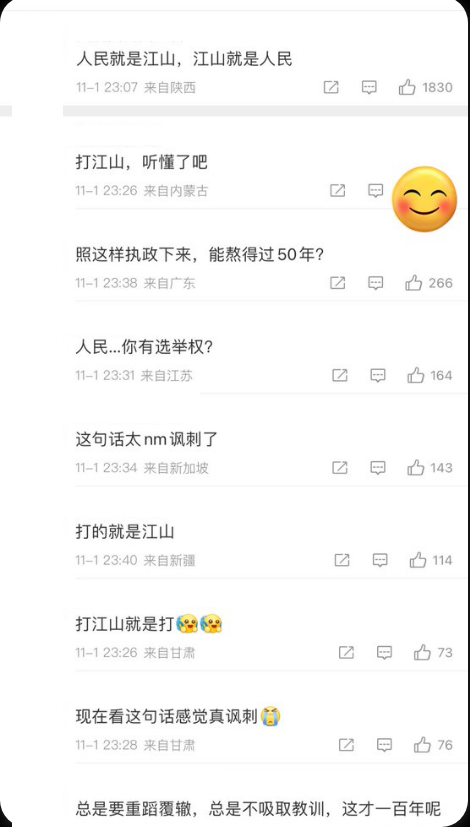 人民就是江山，江山就是人民
11-1 23:07 来自陕西 1830
打江山，听懂了吧
11-1 23:26 来自内蒙古
照这样执政下来，能熬得过50年？
11-1 23:38 来自广东 266
人民...你有选举权？
11-1 23:31 来自江苏 164
这句话太nm讽刺了
11-1 23:34 来自新加坡 143
打的就是江山
11-1 23:40 来自新疆 114
打江山就是打🥳🥳
11-1 23:26 来自甘肃 73
现在看这句话感觉真讽刺😭
11-1 23:28 来自甘肃 76
总是要重蹈覆辙，总是不吸取教训，这才一百年呢